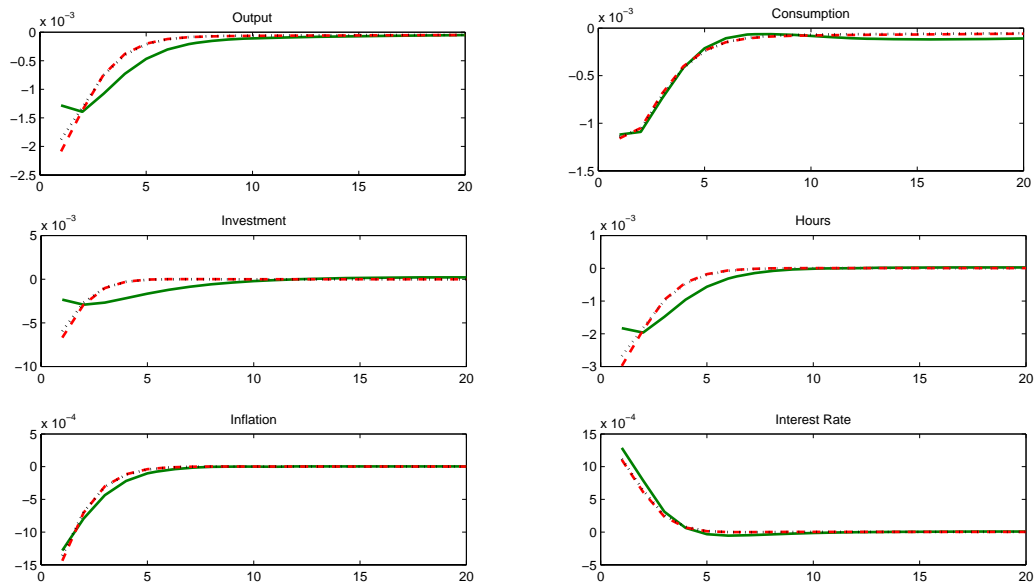 Output
x 10⁻³
0
−0.5
−1
−1.5
−2
−2.5
0 5 10 15 20
Consumption
x 10⁻³
0
−0.5
−1
−1.5
0 5 10 15 20
Investment
x 10⁻³
5
0
−5
−10
0 5 10 15 20
Hours
x 10⁻³
1
0
−1
−2
−3
0 5 10 15 20
Inflation
x 10⁻⁴
5
0
−5
−10
−15
0 5 10 15 20
Interest Rate
x 10⁻⁴
15
10
5
0
−5
0 5 10 15 20